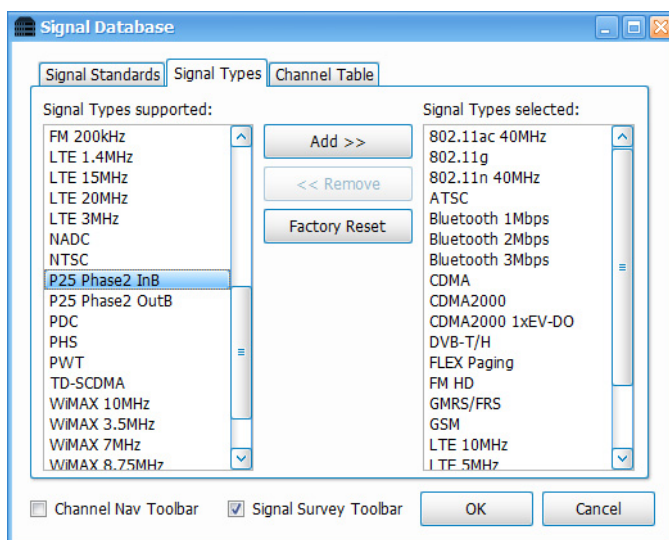 Signal Database
Signal Standards
Signal Types
Channel Table
Signal Types supported:
FM 200kHz
LTE 1.4MHz
LTE 15MHz
LTE 20MHz
LTE 3MHz
NADC
NTSC
P25 Phase2 InB
P25 Phase2 OutB
PDC
PHS
PWT
TD-SCDMA
WiMAX 10MHz
WiMAX 3.5MHz
WiMAX 7MHz
WiMAX 8.75MHz
Add >>
<< Remove
Factory Reset
Signal Types selected:
802.11ac 40MHz
802.11g
802.11n 40MHz
ATSC
Bluetooth 1Mbps
Bluetooth 2Mbps
Bluetooth 3Mbps
CDMA
CDMA2000
CDMA2000 1xEV-DO
DVB-T/H
FLEX Paging
FM HD
GMRS/FRS
GSM
LTE 10MHz
LTE 5MHz
Channel Nav Toolbar
Signal Survey Toolbar
OK
Cancel